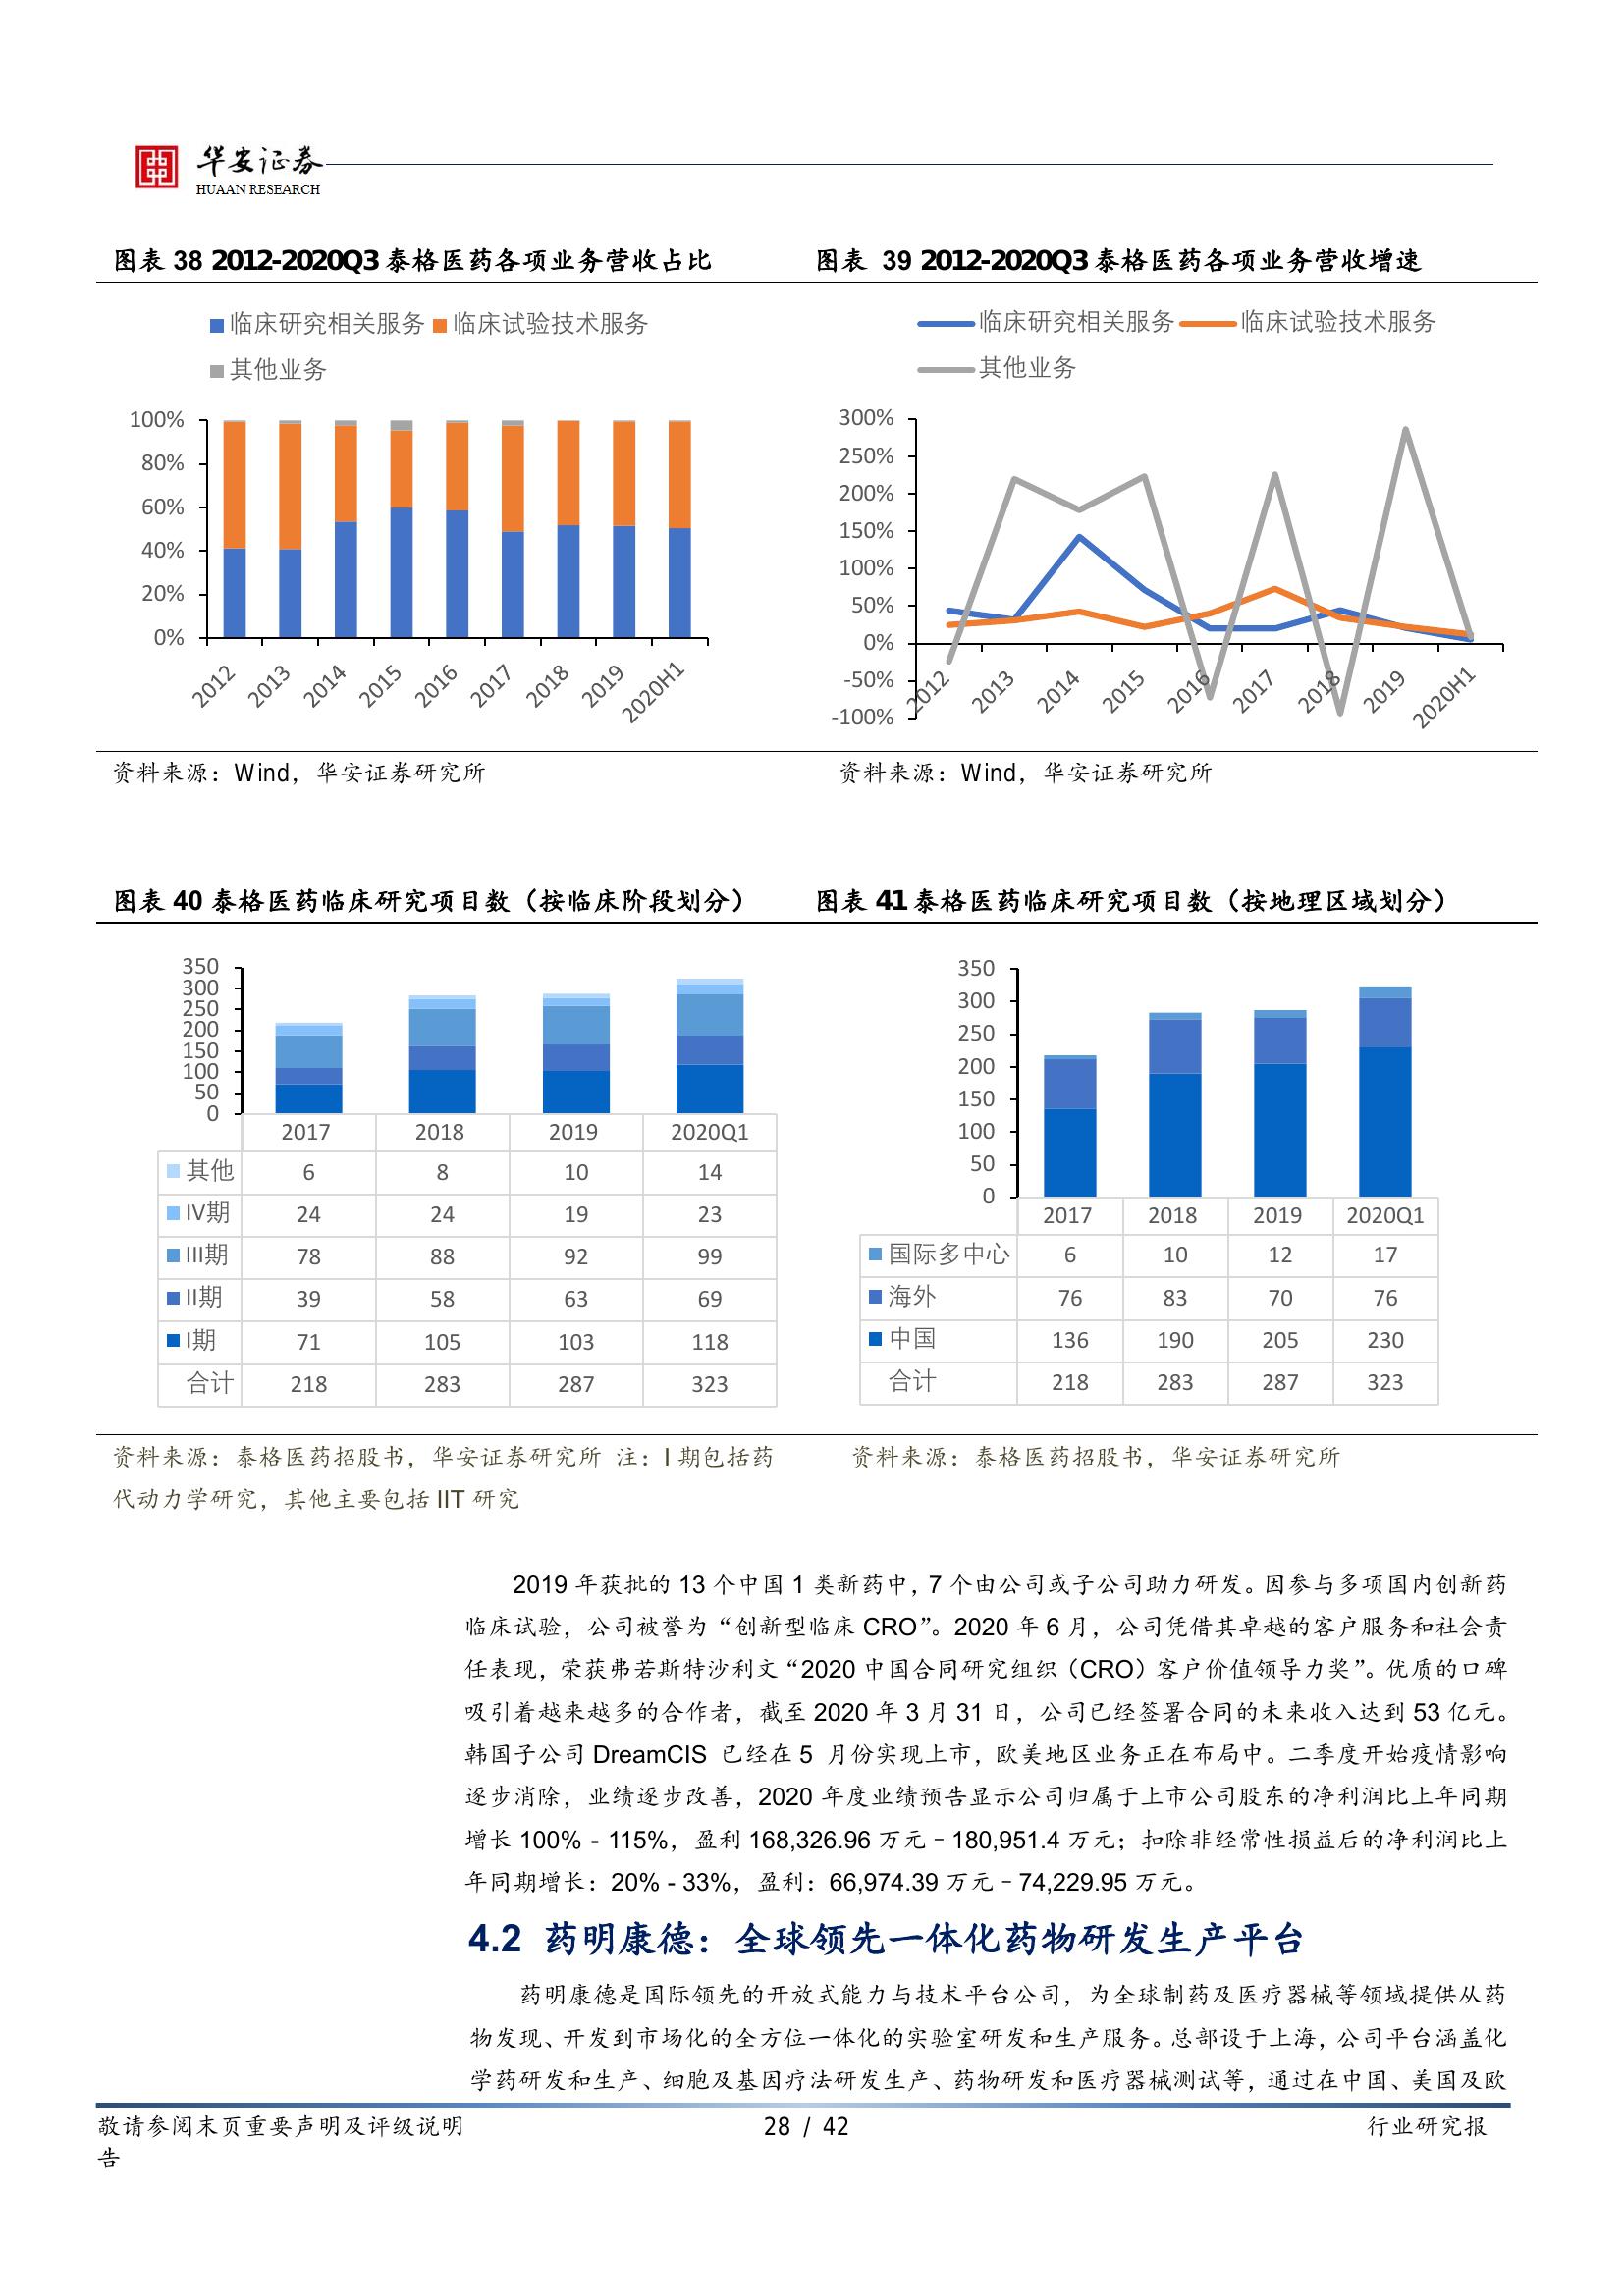 华安证券
HUAAN RESEARCH
图表 38 2012-2020Q3 泰格医药各项业务营收占比
临床研究相关服务 临床试验技术服务
其他业务
100%
80%
60%
40%
20%
0%
2012 2013 2014 2015 2016 2017 2018 2019 2020H1
资料来源：Wind，华安证券研究所
图表 39 2012-2020Q3 泰格医药各项业务营收增速
临床研究相关服务 临床试验技术服务
其他业务
300%
250%
200%
150%
100%
50%
0%
-50%
-100%
2012 2013 2014 2015 2016 2017 2018 2019 2020H1
资料来源：Wind，华安证券研究所
图表 40 泰格医药临床研究项目数（按临床阶段划分）
350
300
250
200
150
100
50
0
2017 2018 2019 2020Q1
其他 6 8 10 14
IV期 24 24 19 23
III期 78 88 92 99
II期 39 58 63 69
I期 71 105 103 118
合计 218 283 287 323
资料来源：泰格医药招股书，华安证券研究所 注：I 期包括药
代动力学研究，其他主要包括 IIT 研究
图表 41 泰格医药临床研究项目数（按地理区域划分）
350
300
250
200
150
100
50
0
2017 2018 2019 2020Q1
国际多中心 6 10 12 17
海外 76 83 70 76
中国 136 190 205 230
合计 218 283 287 323
资料来源：泰格医药招股书，华安证券研究所
2019 年获批的 13 个中国 1 类新药中，7 个由公司或子公司助力研发。因参与多项国内创新药
临床试验，公司被誉为“创新型临床 CRO”。2020 年 6 月，公司凭借其卓越的客户服务和社会责
任表现，荣获弗若斯特沙利文“2020 中国合同研究组织（CRO）客户价值领导力奖”。优质的口碑
吸引着越来越多的合作者，截至 2020 年 3 月 31 日，公司已经签署合同的未来收入达到 53 亿元。
韩国子公司 DreamCIS 已经在 5 月份实现上市，欧美地区业务正在布局中。二季度开始疫情影响
逐步消除，业绩逐步改善，2020 年度业绩预告显示公司归属于上市公司股东的净利润比上年同期
增长 100% - 115%，盈利 168,326.96 万元－180,951.4 万元；扣除非经常性损益后的净利润比上
年同期增长：20% - 33%，盈利：66,974.39 万元－74,229.95 万元。
4.2 药明康德：全球领先一体化药物研发生产平台
药明康德是国际领先的开放式能力与技术平台公司，为全球制药及医疗器械等领域提供从药
物发现、开发到市场化的全方位一体化的实验室研发和生产服务。总部设于上海，公司平台涵盖化
学药研发和生产、细胞及基因疗法研发生产、药物研发和医疗器械测试等，通过在中国、美国及欧
敬请参阅末页重要声明及评级说明 28 / 42 行业研究报
告